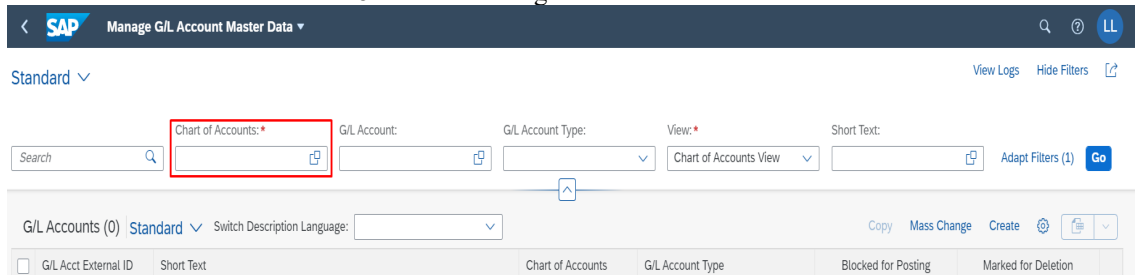 SAP Manage G/L Account Master Data
LL
Standard
View Logs Hide Filters
Chart of Accounts:* G/L Account: G/L Account Type: View:* Short Text:
Search Chart of Accounts View Adapt Filters (1) Go
G/L Accounts (0) Standard Switch Description Language: Copy Mass Change Create
G/L Acct External ID Short Text Chart of Accounts G/L Account Type Blocked for Posting Marked for Deletion